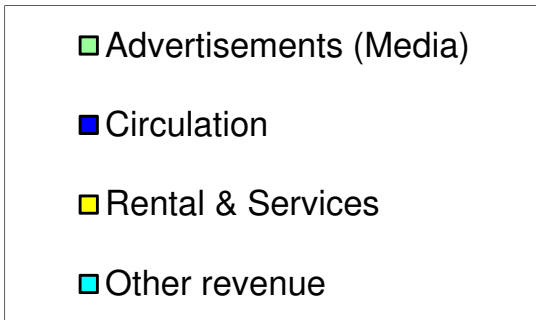 Advertisements (Media)
Circulation
Rental & Services
Other revenue